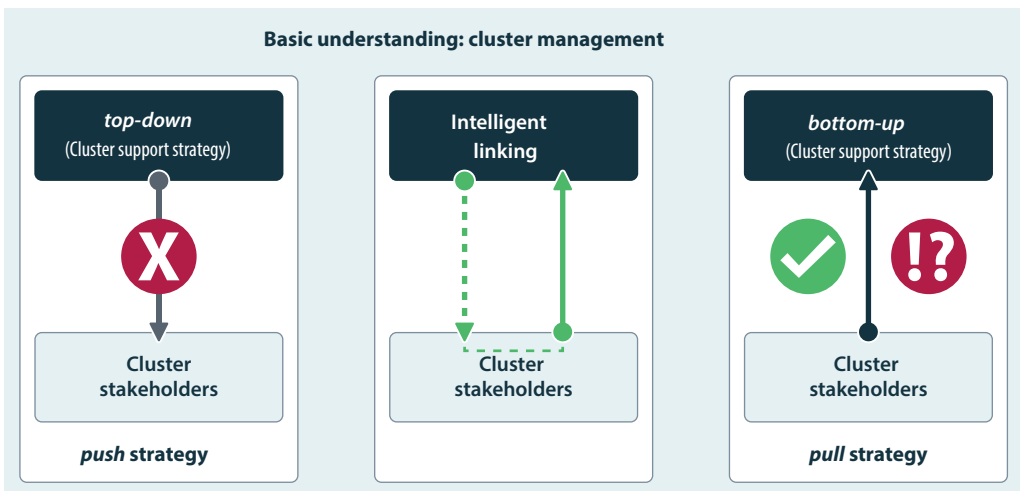 Basic understanding: cluster management
top-down
(Cluster support strategy)
X
Cluster
stakeholders
push strategy
Intelligent
linking
Cluster
stakeholders
bottom-up
(Cluster support strategy)
!?
Cluster
stakeholders
pull strategy